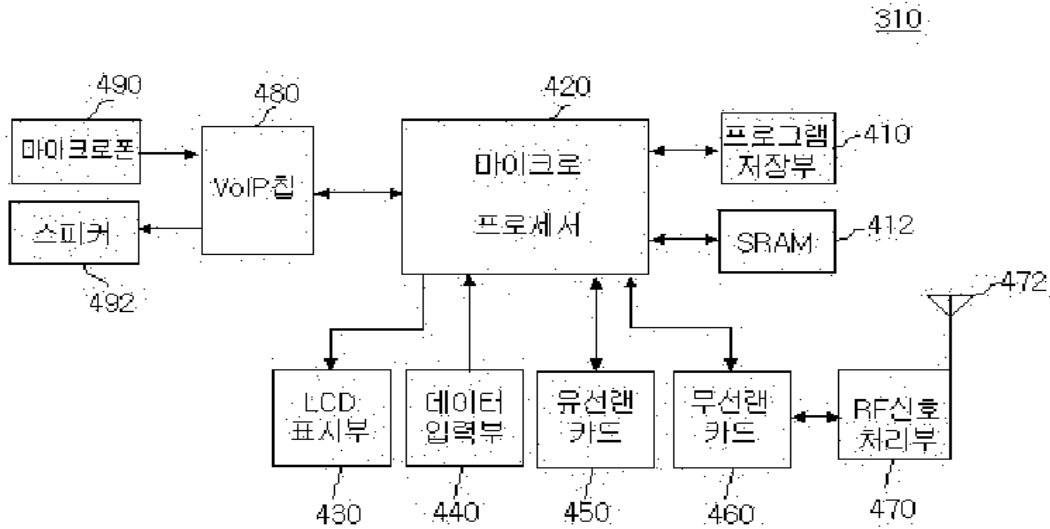 310
490
480
420
마이크로폰
VoIP칩
마이크로
프로세서
프로그램
저장부
410
스피커
SRAM
412
492
472
LCD
표시부
데이터
입력부
유선랜
카드
무선랜
카드
RF신호
처리부
430
440
450
460
470